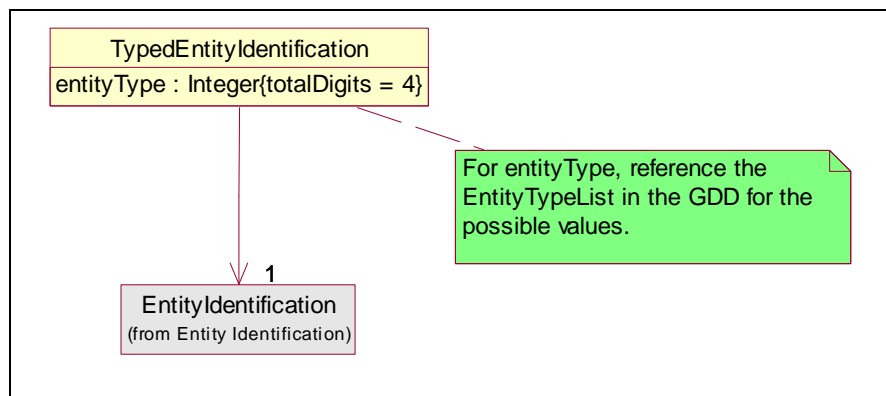 TypedEntityIdentification
entityType : Integer{totalDigits = 4}
For entityType, reference the
EntityTypeList in the GDD for the
possible values.
1
EntityIdentification
(from Entity Identification)